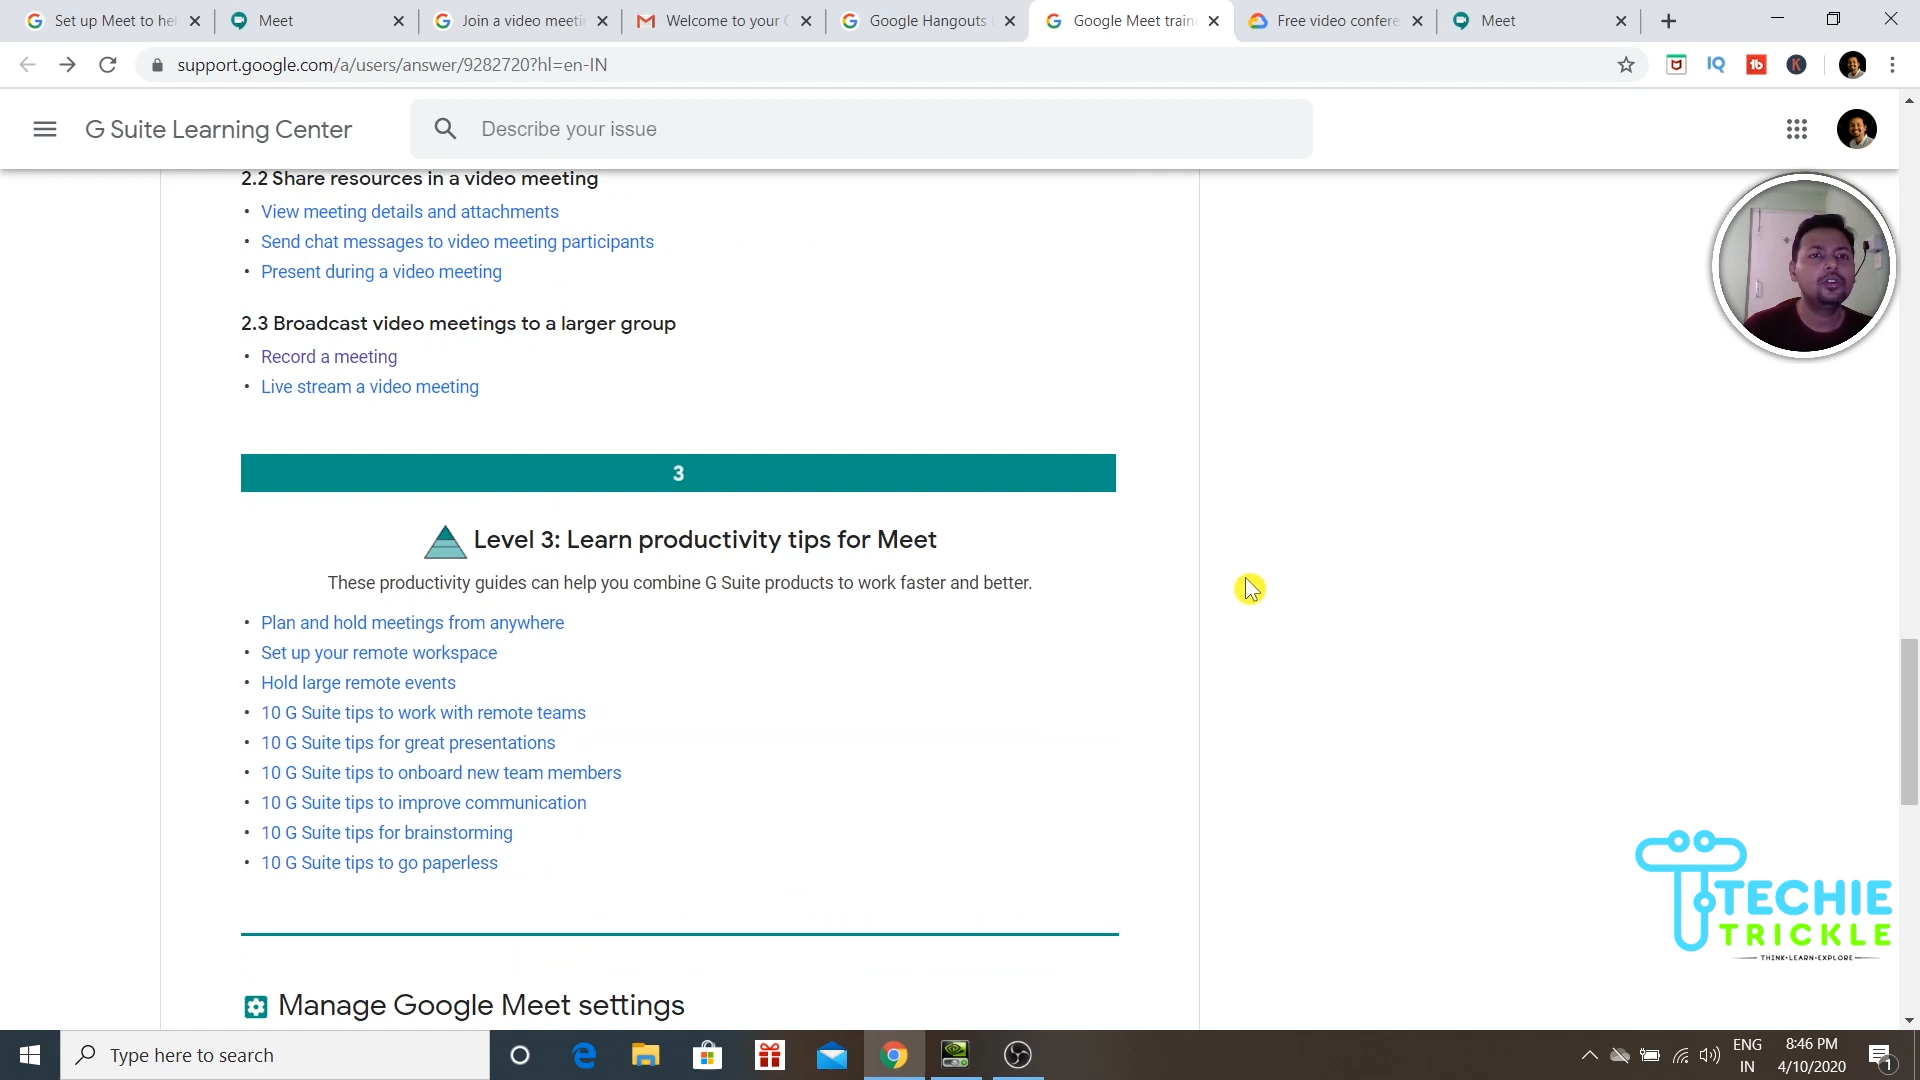 Set up Meet to hel
Meet
Join a video meetin
Welcome to your G
Google Hangouts
Google Meet traini
Free video confere
Meet
support.google.com/a/users/answer/9282720?hl=en-IN
G Suite Learning Center
Describe your issue
2.2 Share resources in a video meeting
• View meeting details and attachments
• Send chat messages to video meeting participants
• Present during a video meeting
2.3 Broadcast video meetings to a larger group
• Record a meeting
• Live stream a video meeting
3
Level 3: Learn productivity tips for Meet
These productivity guides can help you combine G Suite products to work faster and better.
• Plan and hold meetings from anywhere
• Set up your remote workspace
• Hold large remote events
• 10 G Suite tips to work with remote teams
• 10 G Suite tips for great presentations
• 10 G Suite tips to onboard new team members
• 10 G Suite tips to improve communication
• 10 G Suite tips for brainstorming
• 10 G Suite tips to go paperless
TECHIE
TRICKLE
THINK•LEARN•EXPLORE
Manage Google Meet settings
Type here to search
ENG
IN
8:46 PM
4/10/2020
1